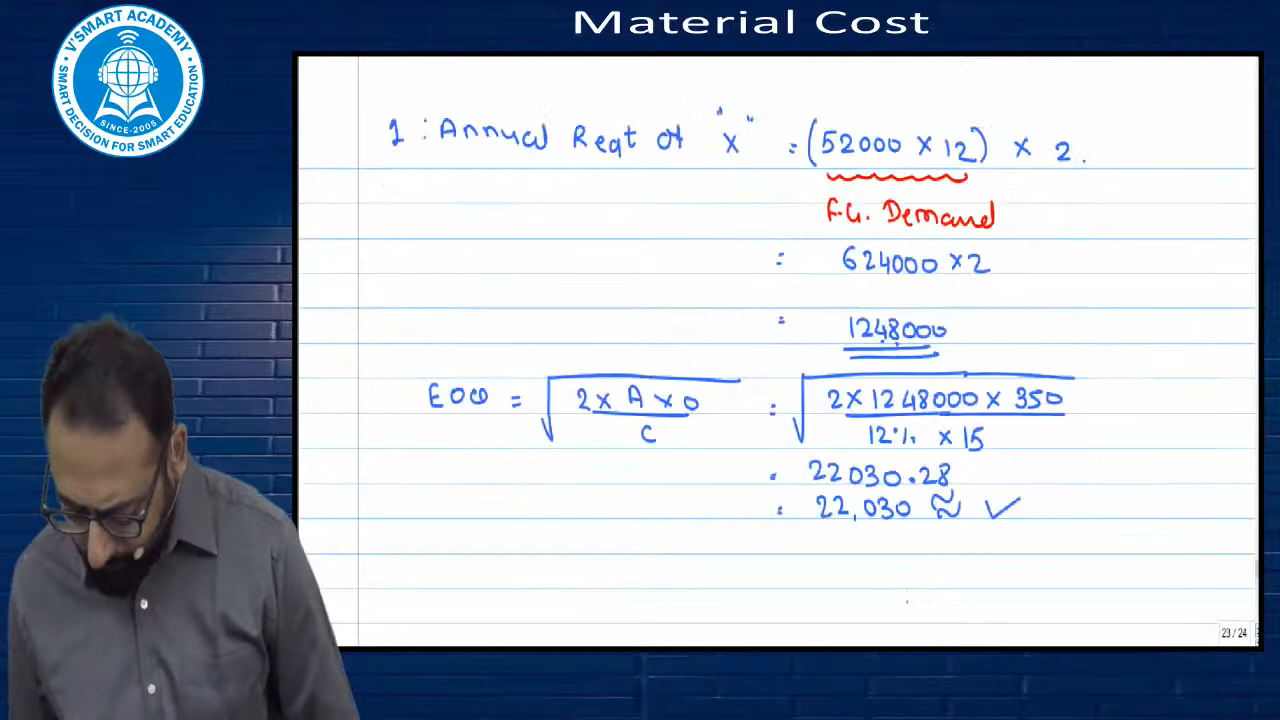 Material Cost
V'SMART ACADEMY
SINCE-2005
SMART DECISION FOR SMART EDUCATION
1 : Annual Reqt of "X" = (52000 × 12) × 2.
F.G. Demand
= 624000 × 2
= 1248000
EOQ = √ 2 × A × O / C = √ 2 × 1248000 × 350 / 12% × 15
= 22030.28
= 22,030 ≈ ✓
23 / 24